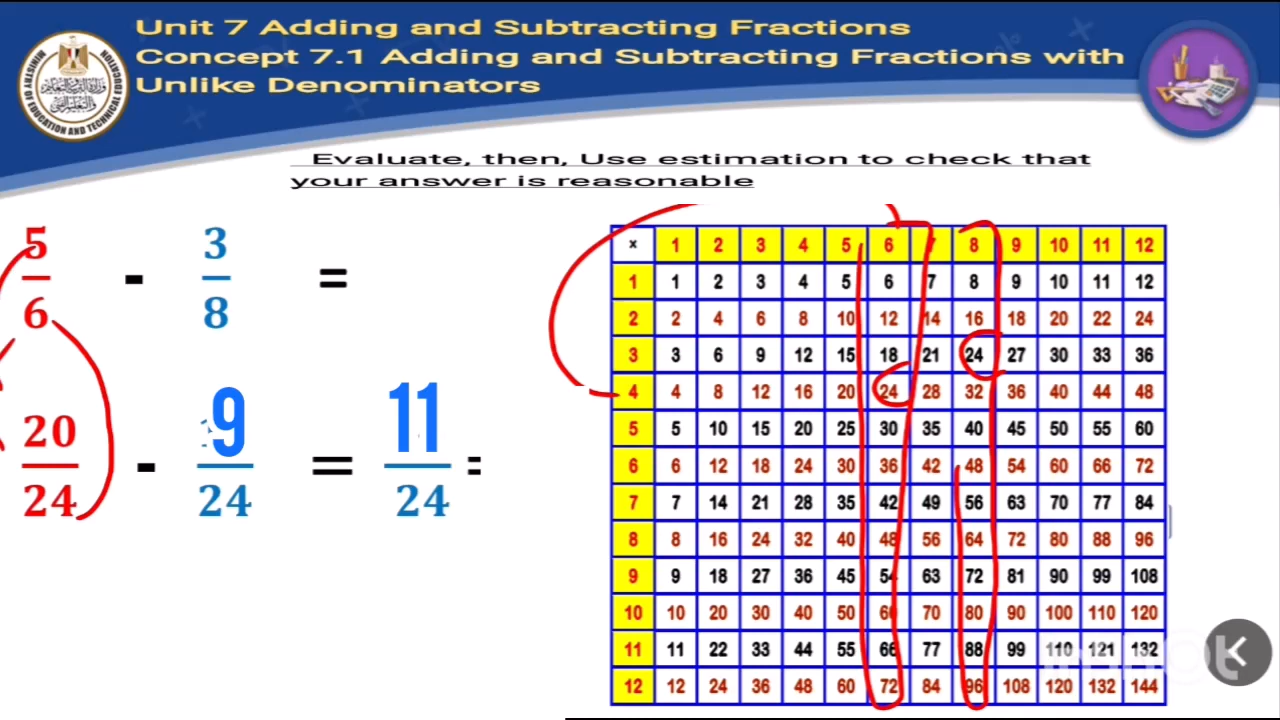 Unit 7 Adding and Subtracting Fractions
Concept 7.1 Adding and Subtracting Fractions with
Unlike Denominators
MINISTRY OF EDUCATION AND TECHNICAL EDUCATION
Evaluate, then, Use estimation to check that
your answer is reasonable
5/6 - 3/8 =
20/24 - 9/24 = 11/24 =
× 1 2 3 4 5 6 7 8 9 10 11 12
1 1 2 3 4 5 6 7 8 9 10 11 12
2 2 4 6 8 10 12 14 16 18 20 22 24
3 3 6 9 12 15 18 21 24 27 30 33 36
4 4 8 12 16 20 24 28 32 36 40 44 48
5 5 10 15 20 25 30 35 40 45 50 55 60
6 6 12 18 24 30 36 42 48 54 60 66 72
7 7 14 21 28 35 42 49 56 63 70 77 84
8 8 16 24 32 40 48 56 64 72 80 88 96
9 9 18 27 36 45 54 63 72 81 90 99 108
10 10 20 30 40 50 60 70 80 90 100 110 120
11 11 22 33 44 55 66 77 88 99 110 121 132
12 12 24 36 48 60 72 84 96 108 120 132 144